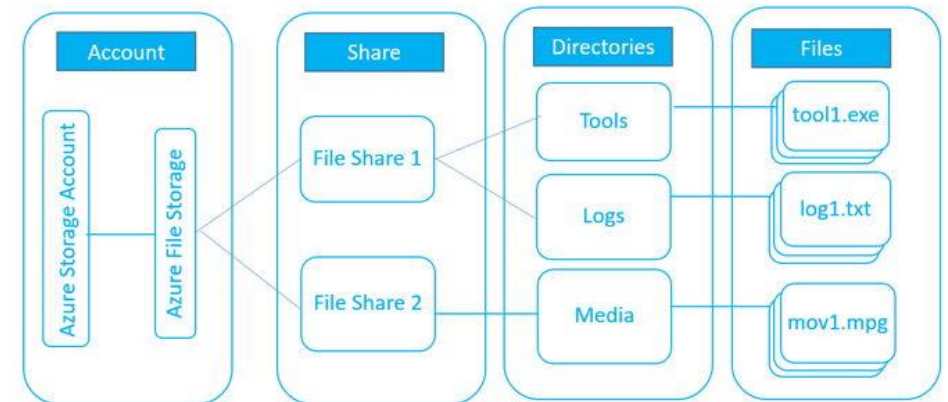 Account
Share
Directories
Files
Azure Storage Account
Azure File Storage
File Share 1
File Share 2
Tools
Logs
Media
tool1.exe
log1.txt
mov1.mpg